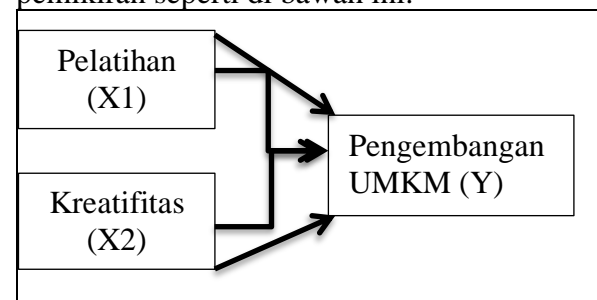 pemikiran seperti di bawah ini:
Pelatihan
(X1)
Pengembangan
UMKM (Y)
Kreatifitas
(X2)